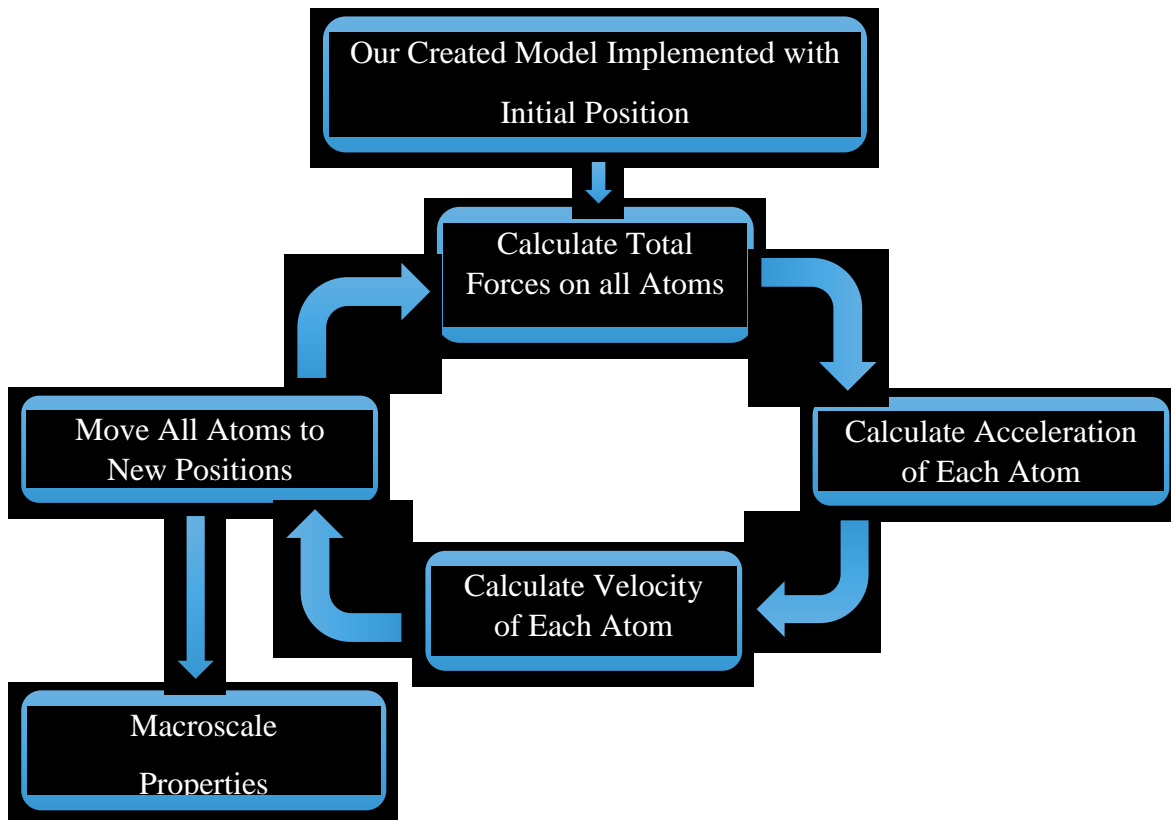 Our Created Model Implemented with
Initial Position
Calculate Total
Forces on all Atoms
Move All Atoms to
New Positions
Calculate Acceleration
of Each Atom
Calculate Velocity
of Each Atom
Macroscale
Properties